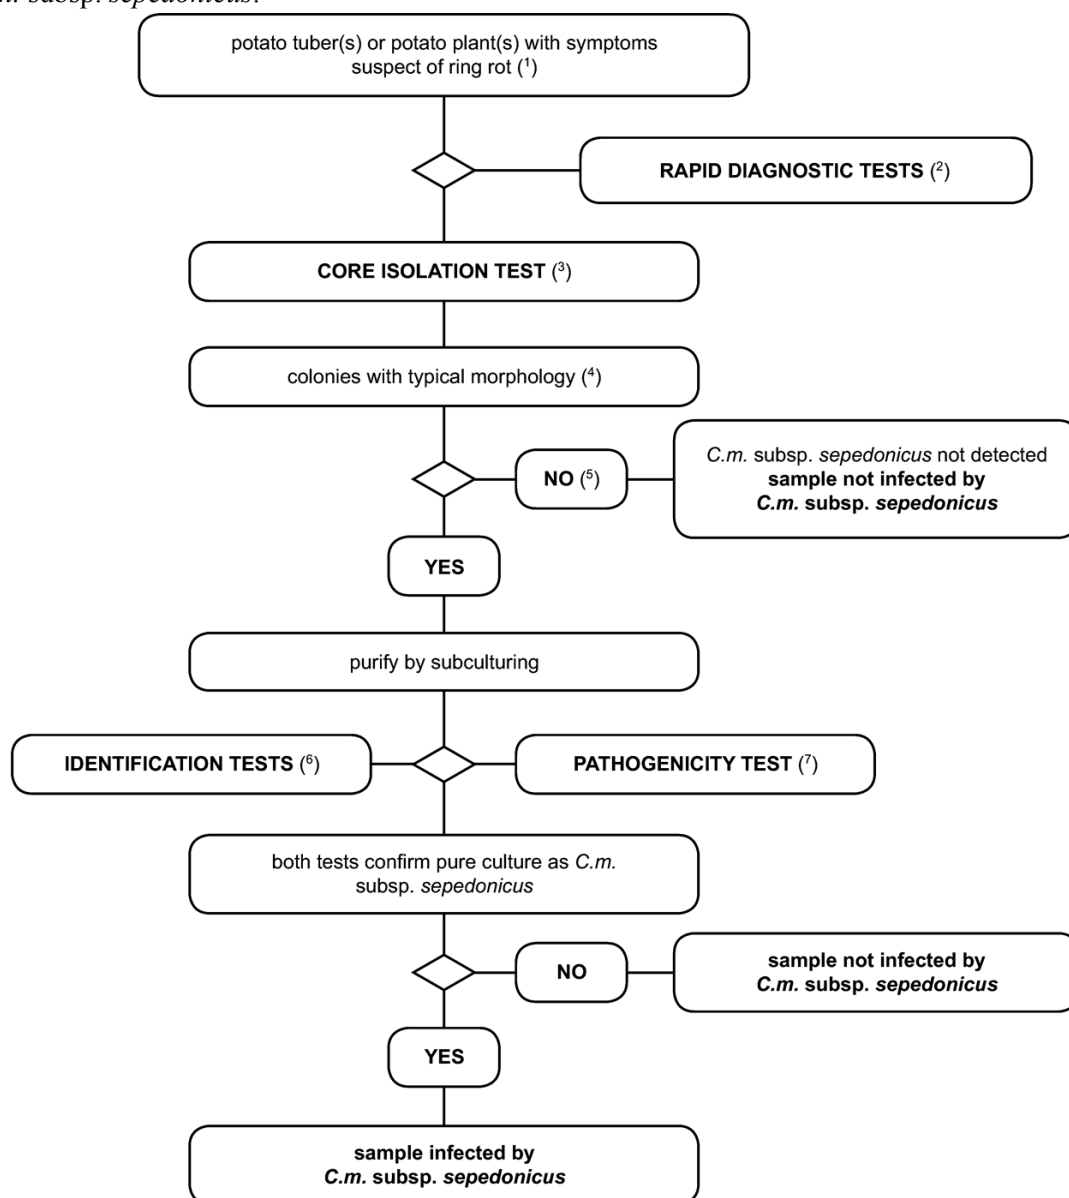 subsp. sepedonicus.
potato tuber(s) or potato plant(s) with symptoms
suspect of ring rot (1)
RAPID DIAGNOSTIC TESTS (2)
CORE ISOLATION TEST (3)
colonies with typical morphology (4)
NO (5)
C.m. subsp. sepedonicus not detected
sample not infected by
C.m. subsp. sepedonicus
YES
purify by subculturing
IDENTIFICATION TESTS (6)
PATHOGENICITY TEST (7)
both tests confirm pure culture as C.m.
subsp. sepedonicus
NO
sample not infected by
C.m. subsp. sepedonicus
YES
sample infected by
C.m. subsp. sepedonicus